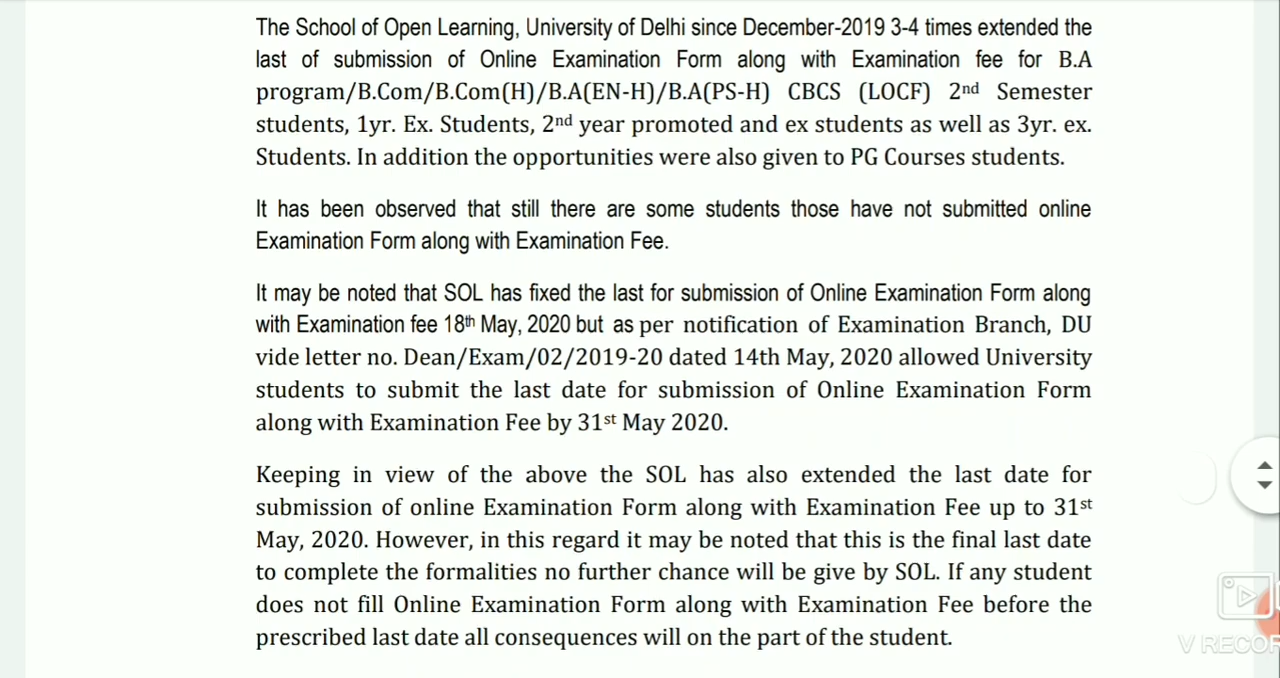 The School of Open Learning, University of Delhi since December-2019 3-4 times extended the
last of submission of Online Examination Form along with Examination fee for B.A
program/B.Com/B.Com(H)/B.A(EN-H)/B.A(PS-H) CBCS (LOCF) 2nd Semester
students, 1yr. Ex. Students, 2nd year promoted and ex students as well as 3yr. ex.
Students. In addition the opportunities were also given to PG Courses students.
It has been observed that still there are some students those have not submitted online
Examination Form along with Examination Fee.
It may be noted that SOL has fixed the last for submission of Online Examination Form along
with Examination fee 18th May, 2020 but as per notification of Examination Branch, DU
vide letter no. Dean/Exam/02/2019-20 dated 14th May, 2020 allowed University
students to submit the last date for submission of Online Examination Form
along with Examination Fee by 31st May 2020.
Keeping in view of the above the SOL has also extended the last date for
submission of online Examination Form along with Examination Fee up to 31st
May, 2020. However, in this regard it may be noted that this is the final last date
to complete the formalities no further chance will be give by SOL. If any student
does not fill Online Examination Form along with Examination Fee before the
prescribed last date all consequences will on the part of the student.
V RECOR